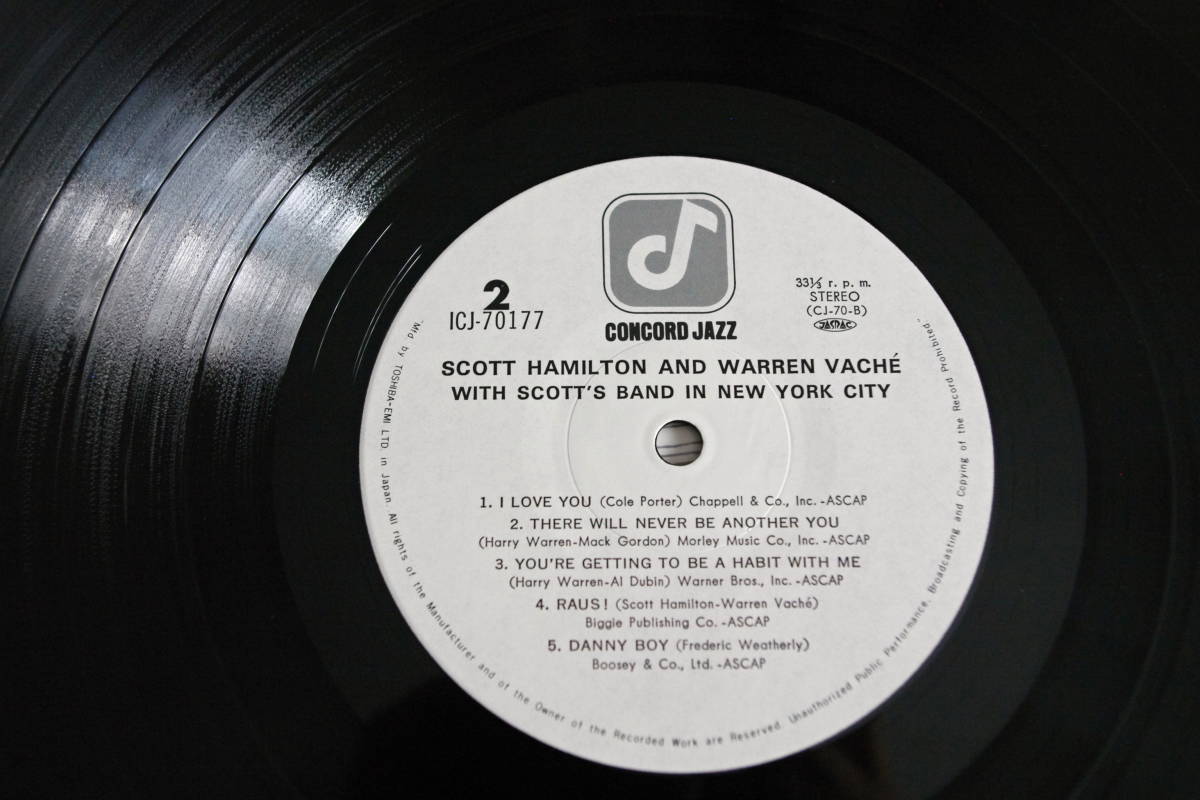 CONCORD JAZZ
2
ICJ-70177
33⅓ r. p. m.
STEREO
(CJ-70-B)
JASRAC
SCOTT HAMILTON AND WARREN VACHÉ
WITH SCOTT'S BAND IN NEW YORK CITY
1. I LOVE YOU (Cole Porter) Chappell & Co., Inc. -ASCAP
2. THERE WILL NEVER BE ANOTHER YOU
(Harry Warren-Mack Gordon) Morley Music Co., Inc. -ASCAP
3. YOU'RE GETTING TO BE A HABIT WITH ME
(Harry Warren-Al Dubin) Warner Bros., Inc. -ASCAP
4. RAUS! (Scott Hamilton-Warren Vaché)
Biggie Publishing Co. -ASCAP
5. DANNY BOY (Frederic Weatherly)
Boosey & Co., Ltd. -ASCAP
"Mfd by TOSHIBA-EMI LTD. in Japan. All rights of the Manufacturer and of the Owner of the Recorded Work are Reserved. Unauthorized Public Performance, Broadcasting and Copying of the Record Prohibited"